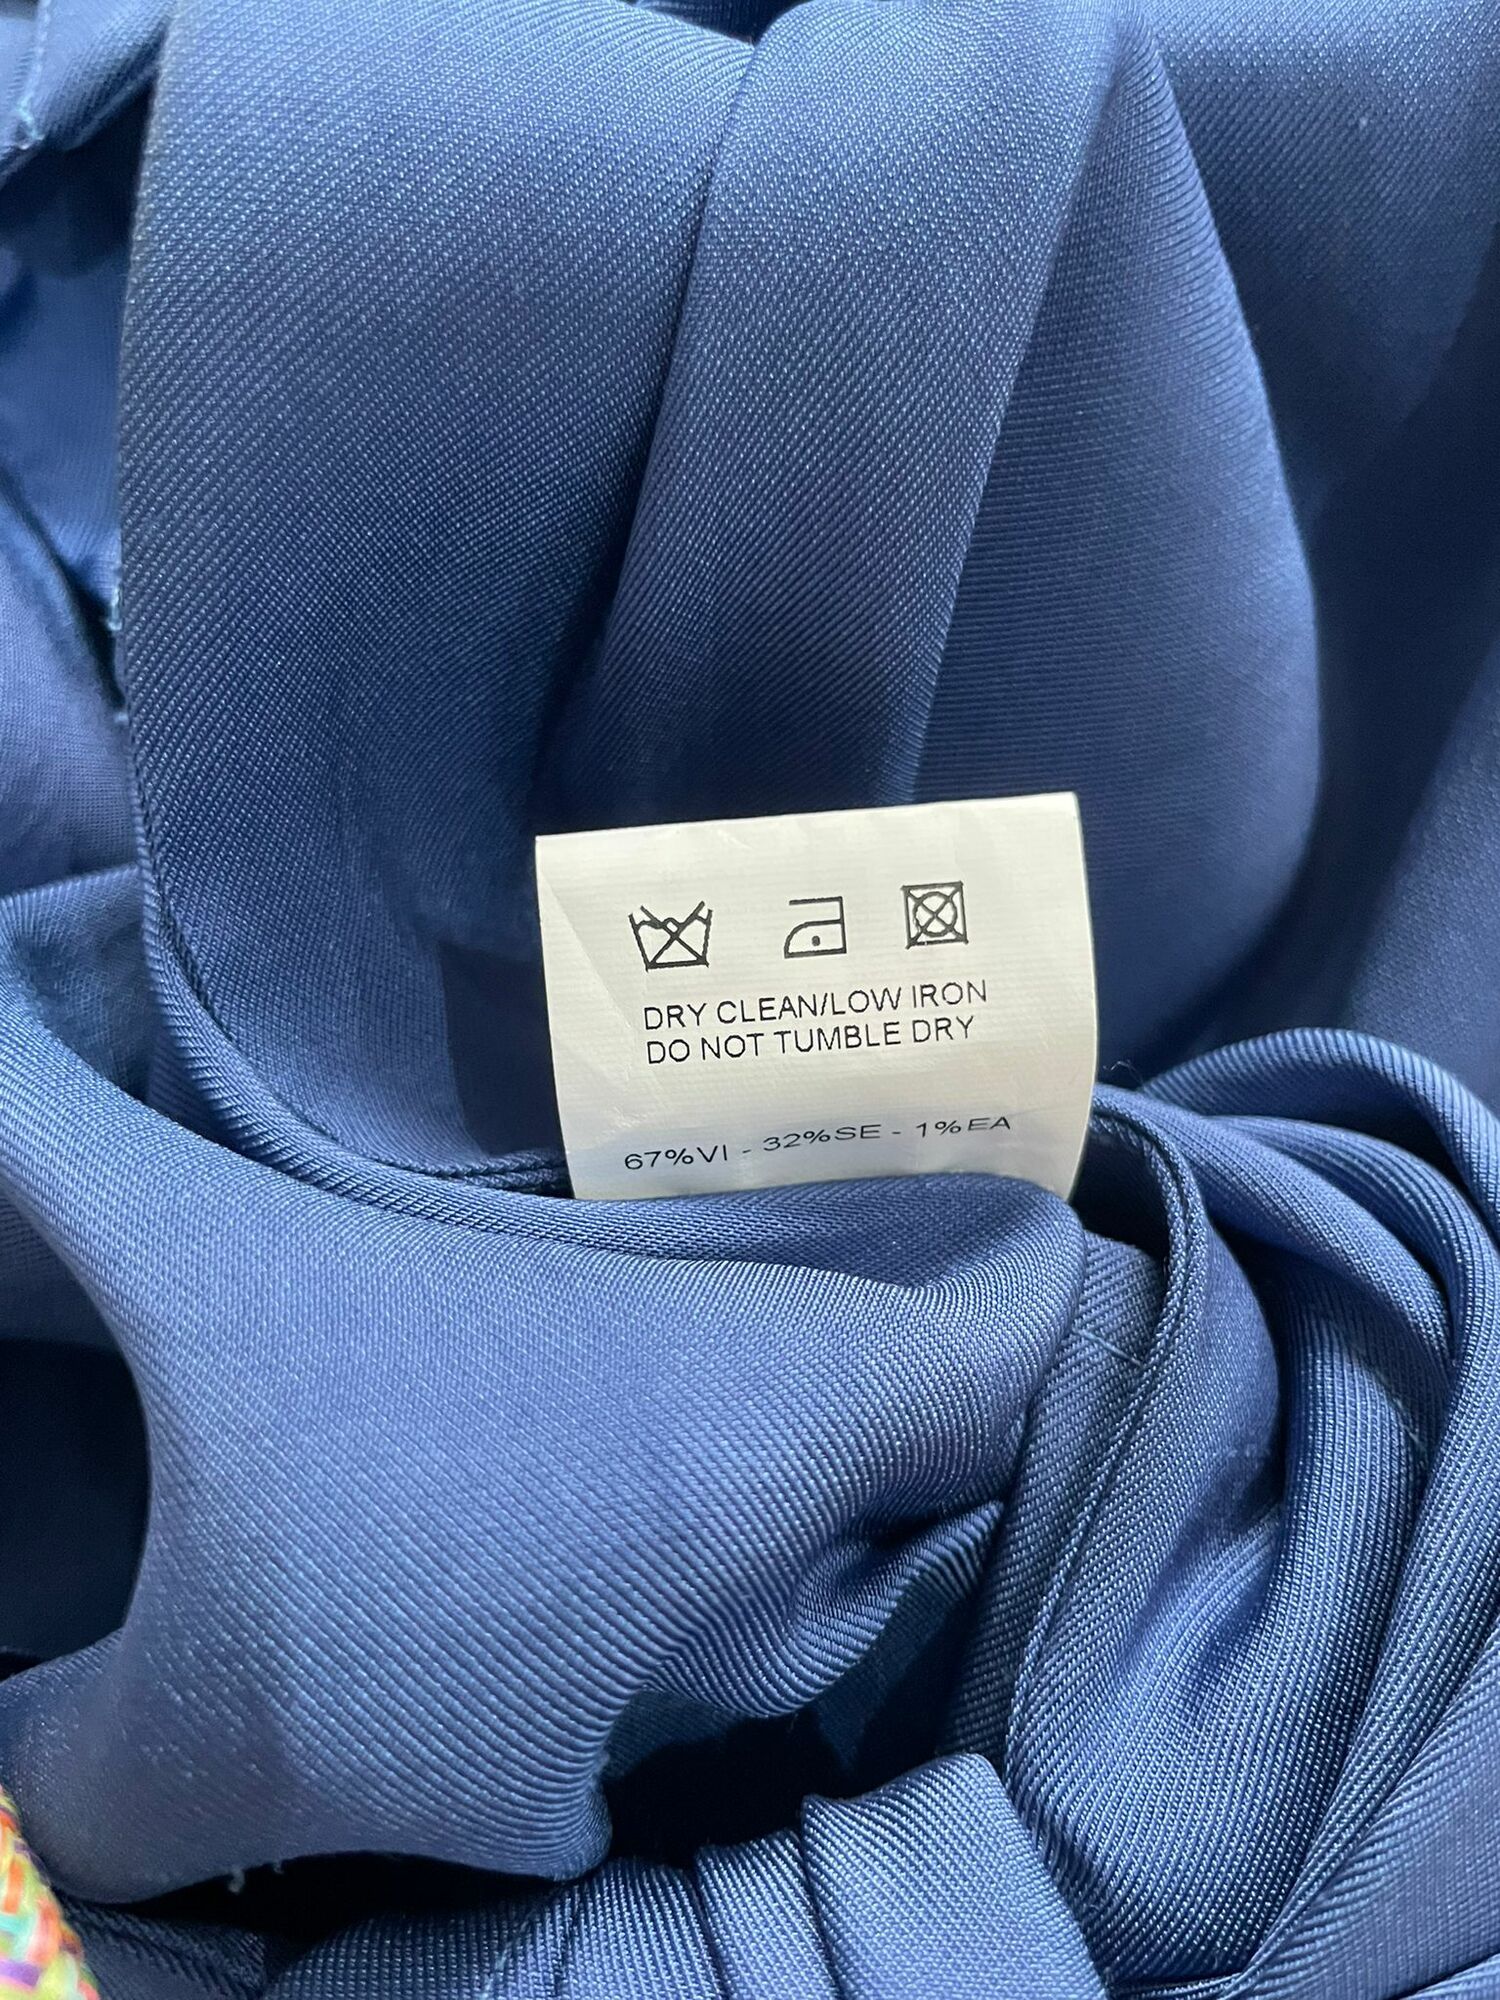 DRY CLEAN/LOW IRON
DO NOT TUMBLE DRY
67%VI - 32%SE - 1%EA